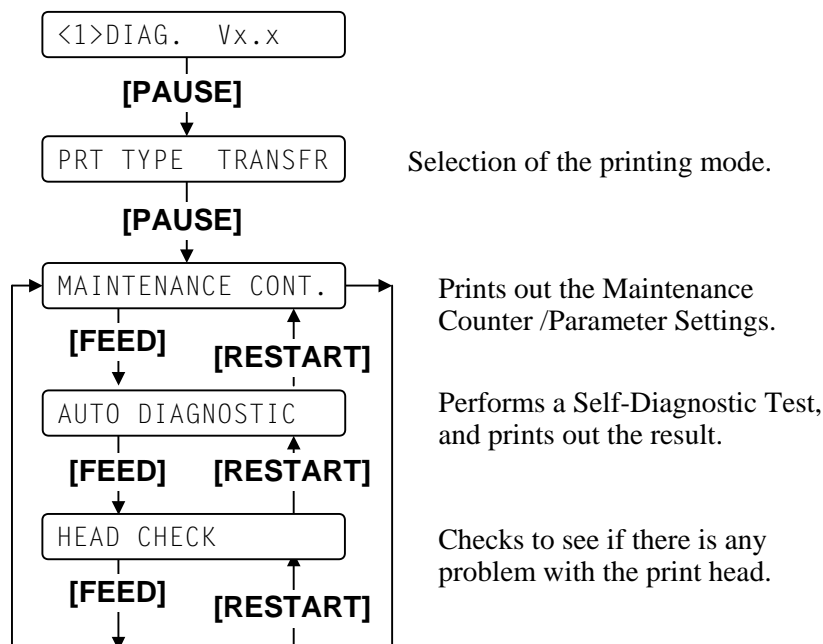 <1>DIAG. Vx.x
[PAUSE]
PRT TYPE TRANSFR
Selection of the printing mode.
[PAUSE]
MAINTENANCE CONT.
Prints out the Maintenance
Counter /Parameter Settings.
[FEED] [RESTART]
AUTO DIAGNOSTIC
Performs a Self-Diagnostic Test,
and prints out the result.
[FEED] [RESTART]
HEAD CHECK
Checks to see if there is any
problem with the print head.
[FEED] [RESTART]